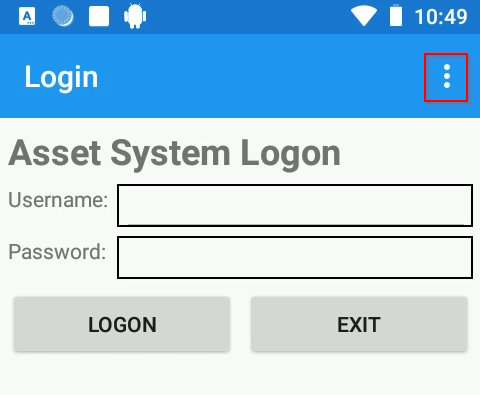 A 10:49
Login
Asset System Logon
Username:
Password:
LOGON EXIT